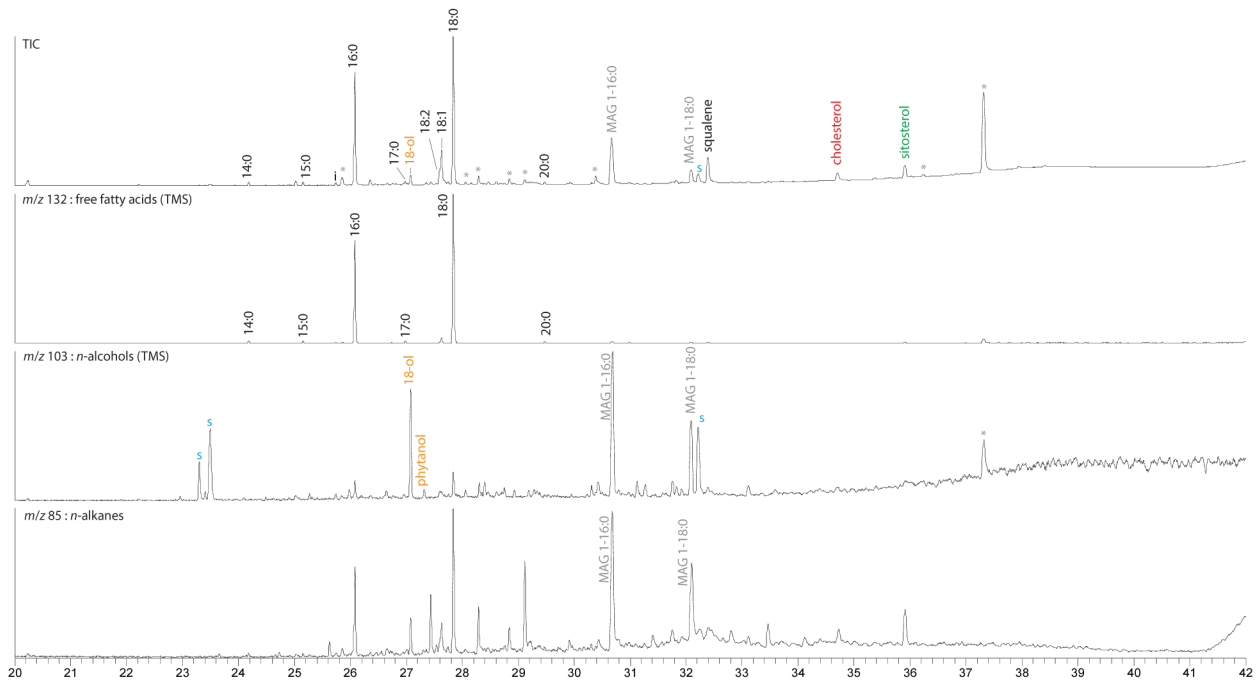 TIC
14:0
15:0
i
*
16:0
17:0
18-ol
18:2
18:1
18:0
*
*
*
*
20:0
*
MAG 1-16:0
MAG 1-18:0
s
squalene
cholesterol
sitosterol
*
*
m/z 132 : free fatty acids (TMS)
14:0
15:0
16:0
17:0
18:0
20:0
m/z 103 : n-alcohols (TMS)
s
s
18-ol
phytanol
MAG 1-16:0
MAG 1-18:0
s
*
m/z 85 : n-alkanes
MAG 1-16:0
MAG 1-18:0
20 21 22 23 24 25 26 27 28 29 30 31 32 33 34 35 36 37 38 39 40 41 42